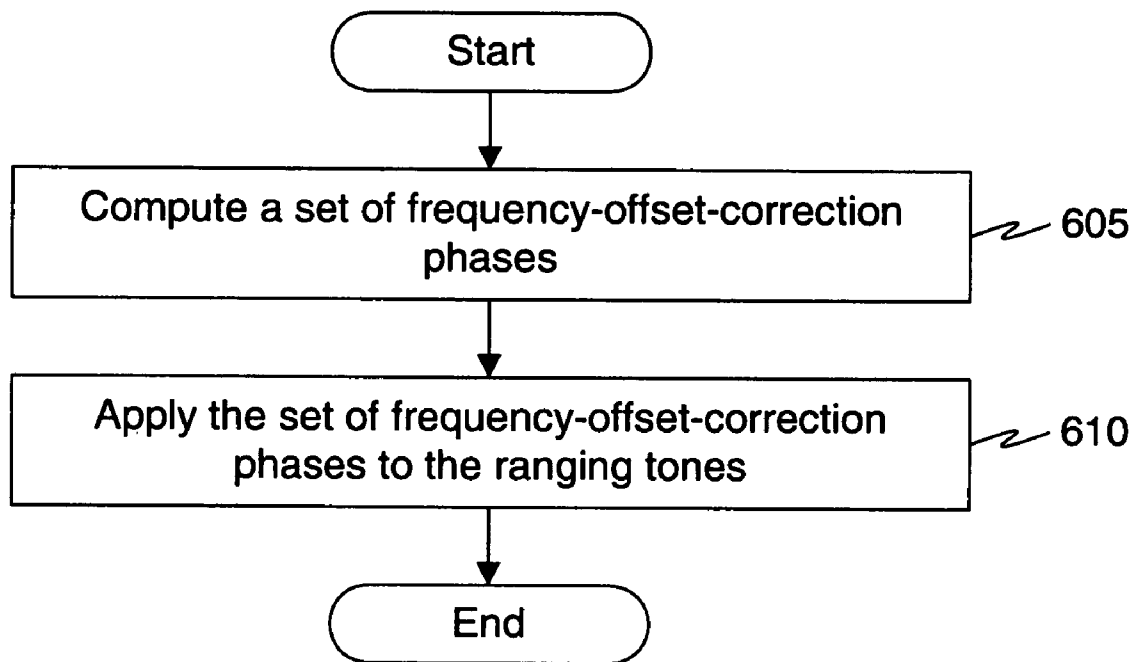 Start
Compute a set of frequency-offset-correction
phases
605
Apply the set of frequency-offset-correction
phases to the ranging tones
610
End